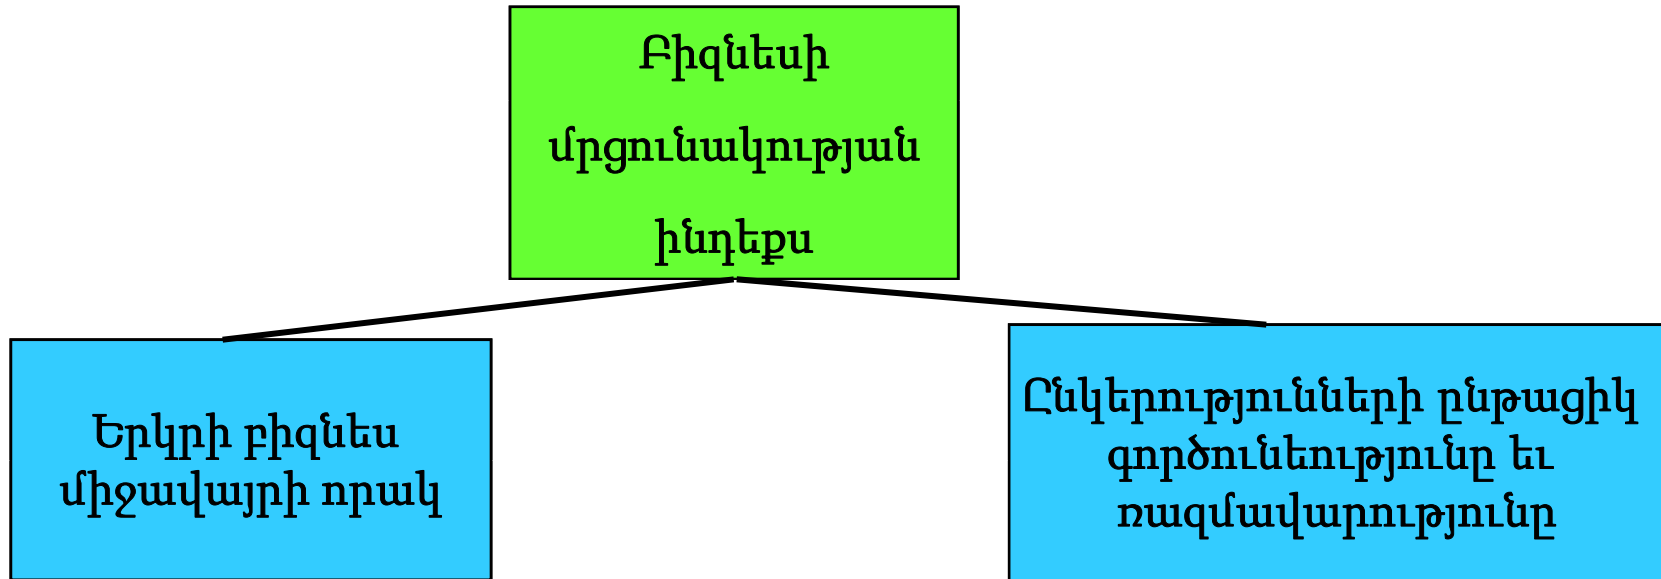 Բիզնեսի
մրցունակության
ինդեքս
Երկրի բիզնես
միջավայրի որակ
Ընկերությունների ընթացիկ
գործունեությունը եւ
ռազմավարությունը